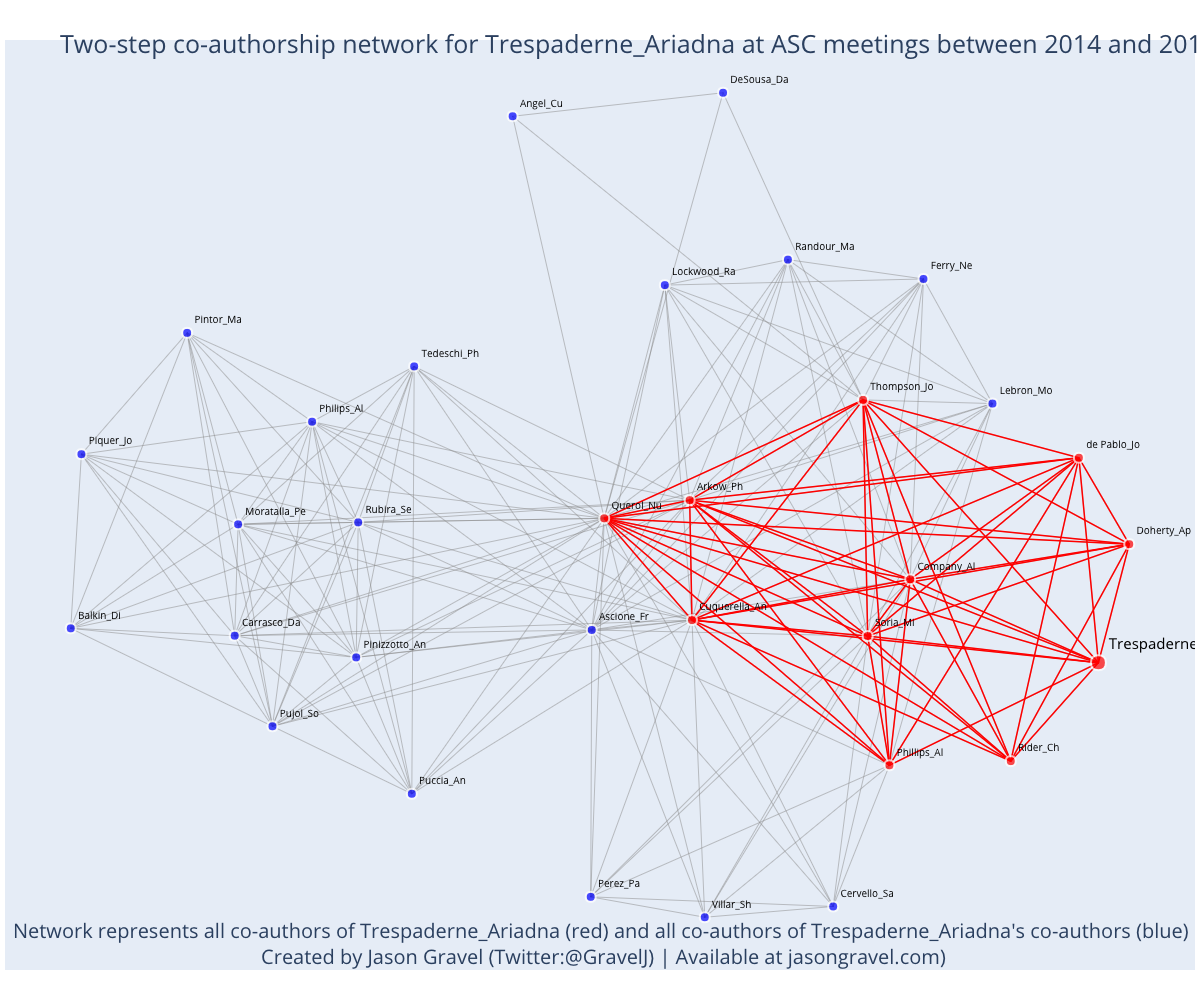 Two-step co-authorship network for Trespaderne_Ariadna at ASC meetings between 2014 and 201
DeSousa_Da
Angel_Cu
Randour_Ma
Ferry_Ne
Lockwood_Ra
Pintor_Ma
Tedeschi_Ph
Thompson_Jo
Lebron_Mo
Philips_Al
Piquer_Jo
de Pablo_Jo
Arkow_Ph
Querol_Nu
Moratalla_Pe
Rubíra_Se
Doherty_Ap
Company_Al
Cuquerella_An
Balkin_Di
Carrasco_Da
Ascione_Fr
Soria_Mi
Pinizzotto_An
Trespaderne
Pujol_So
Phillips_Al
Rider_Ch
Puccia_An
Perez_Pa
Villar_Sh
Cervello_Sa
Network represents all co-authors of Trespaderne_Ariadna (red) and all co-authors of Trespaderne_Ariadna's co-authors (blue)
Created by Jason Gravel (Twitter:@GravelJ) | Available at jasongravel.com)